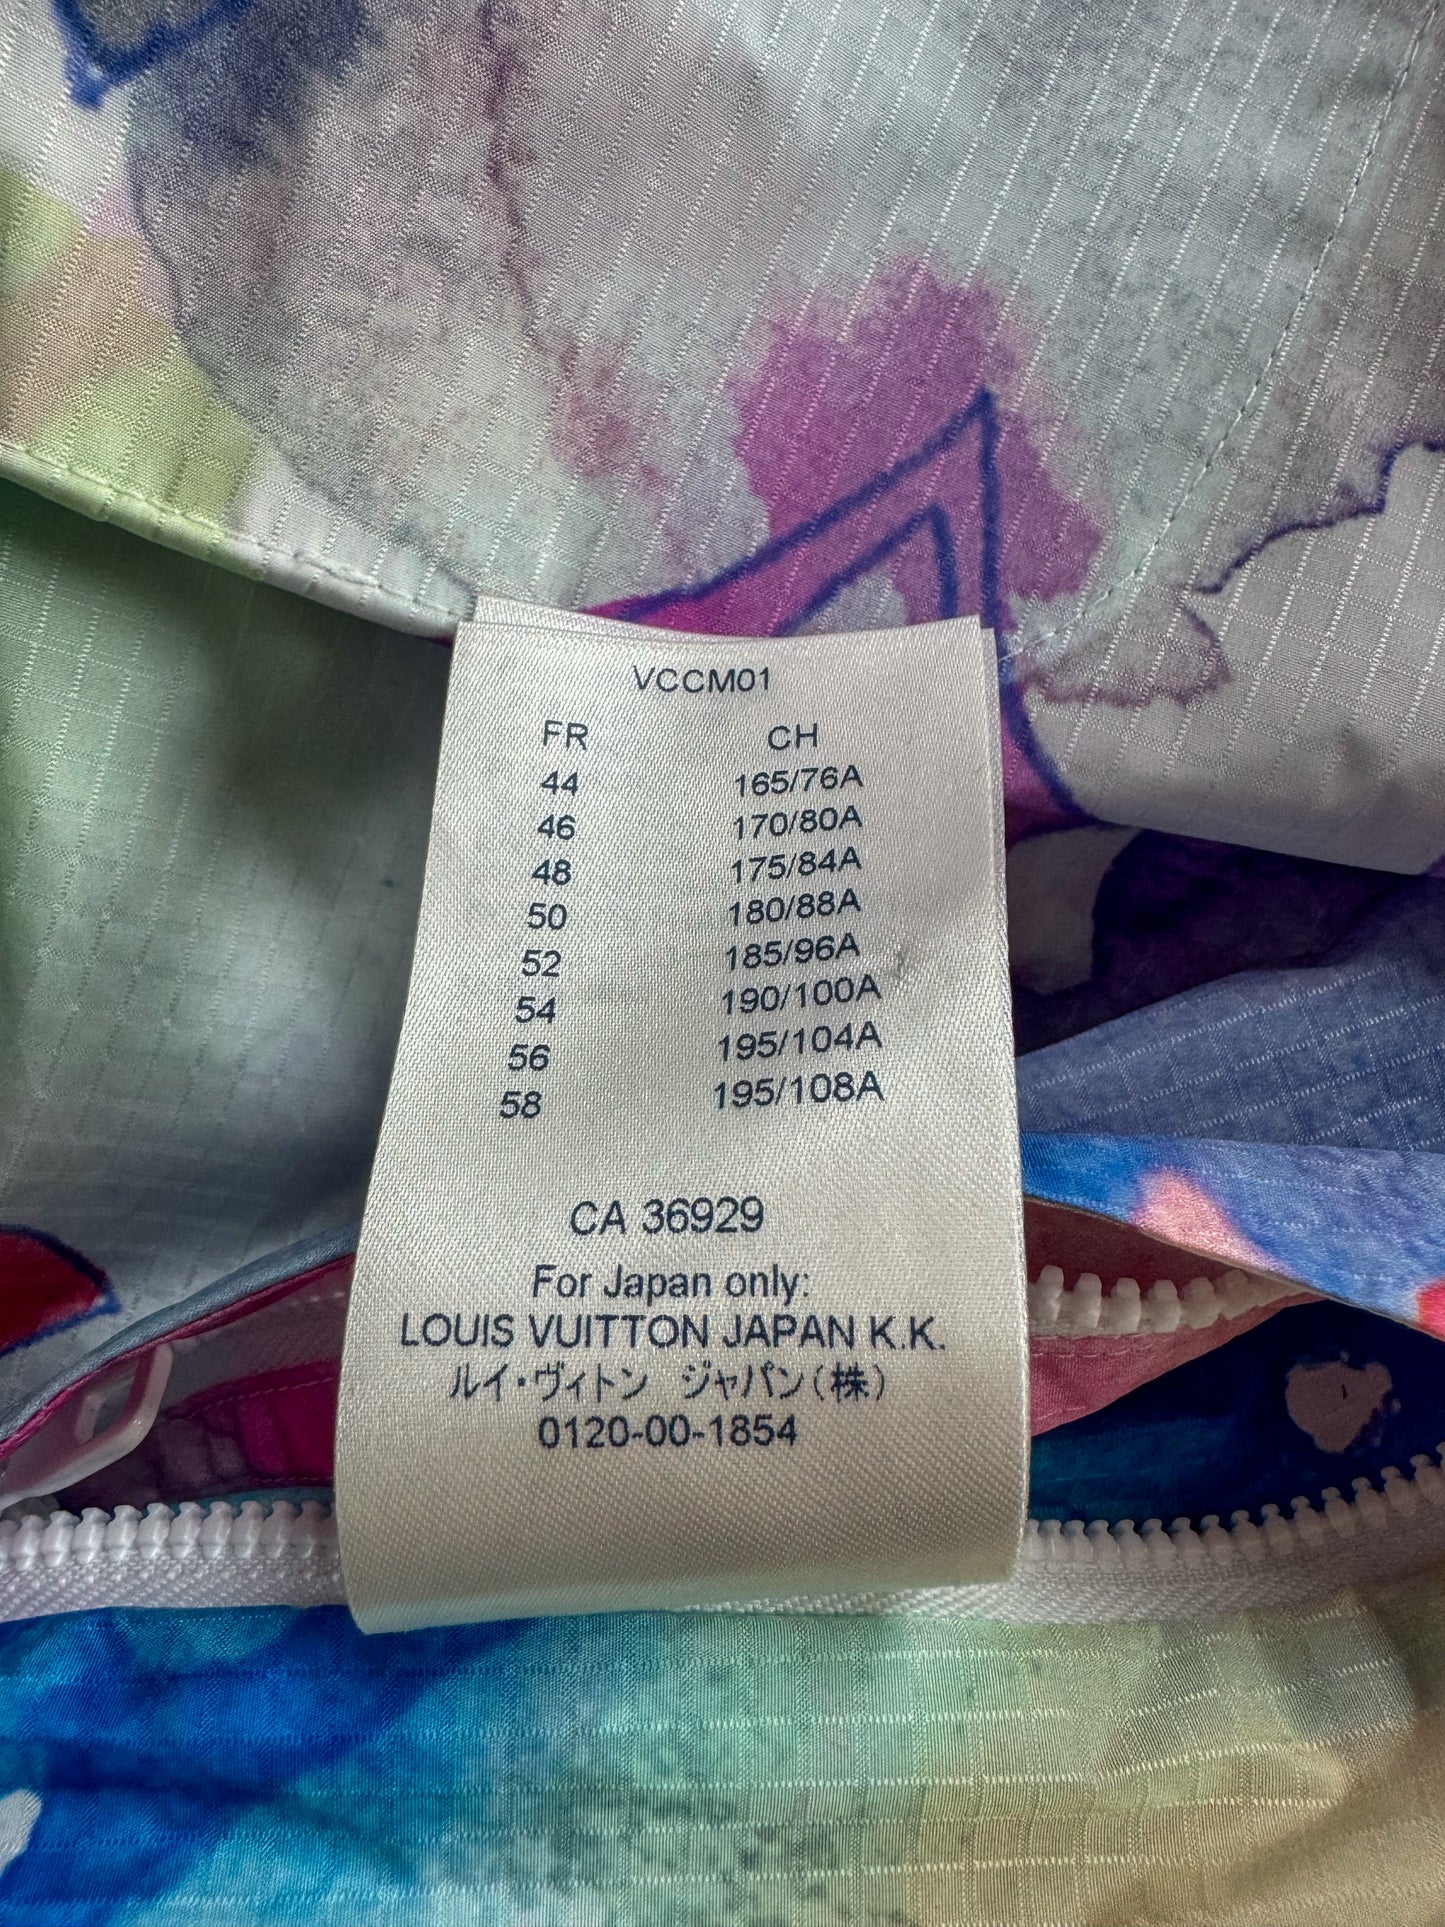 VCCM01
FR CH
44 165/76A
46 170/80A
48 175/84A
50 180/88A
52 185/96A
54 190/100A
56 195/104A
58 195/108A
CA 36929
For Japan only:
LOUIS VUITTON JAPAN K.K.
ルイ・ヴィトン ジャパン(株)
0120-00-1854